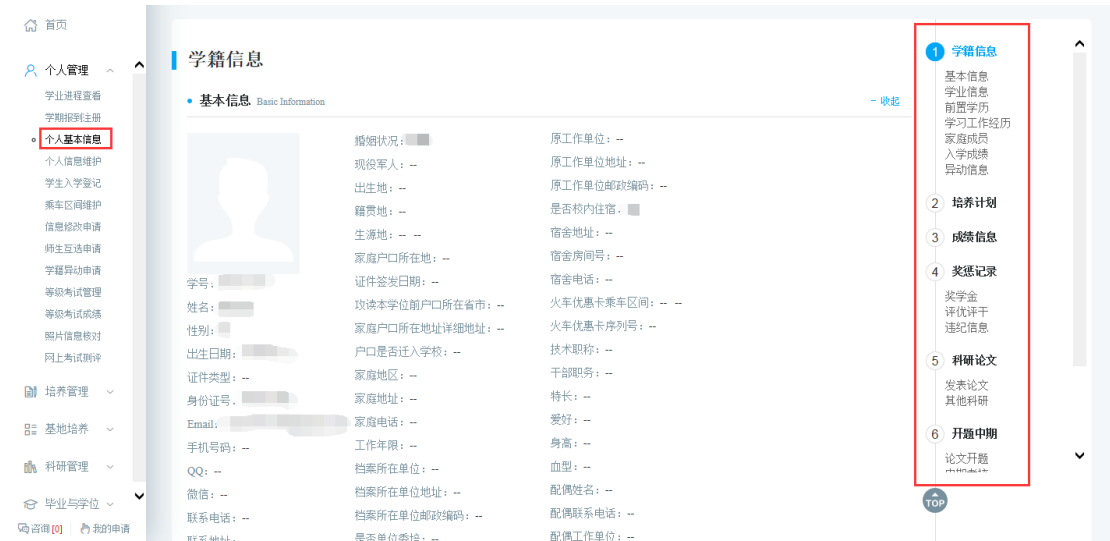 首页
个人管理
学业进程查看
学期报到注册
个人基本信息
个人信息维护
学生入学登记
乘车区间维护
信息修改申请
师生互选申请
学籍异动申请
等级考试管理
等级考试成绩
照片信息核对
网上考试测评
培养管理
基地培养
科研管理
毕业与学位
咨询[0]
我的申请
学籍信息
基本信息 Basic Information
- 收起
学号:
姓名:
性别:
出生日期:
证件类型: --
身份证号:
Email:
手机号码: --
QQ: --
微信: --
联系电话: --
联系地址:
婚姻状况:
现役军人: --
出生地: --
籍贯地: --
生源地: -- --
家庭户口所在地: --
证件签发日期: --
攻读本学位前户口所在省市: --
家庭户口所在地址详细地址: --
户口是否迁入学校: --
家庭地区: --
家庭地址: --
家庭电话: --
工作年限: --
档案所在单位: --
档案所在单位地址: --
档案所在单位邮政编码: --
是否单位委培: --
原工作单位: --
原工作单位地址: --
原工作单位邮政编码: --
是否校内住宿:
宿舍地址: --
宿舍房间号: --
宿舍电话: --
火车优惠卡乘车区间: -- --
火车优惠卡序列号: --
技术职称: --
干部职务: --
特长: --
爱好: --
身高: --
血型: --
配偶姓名: --
配偶联系电话: --
配偶工作单位: --
1 学籍信息
基本信息
学业信息
前置学历
学习工作经历
家庭成员
入学成绩
异动信息
2 培养计划
3 成绩信息
4 奖惩记录
奖学金
评优评干
违纪信息
5 科研论文
发表论文
其他科研
6 开题中期
论文开题
TOP